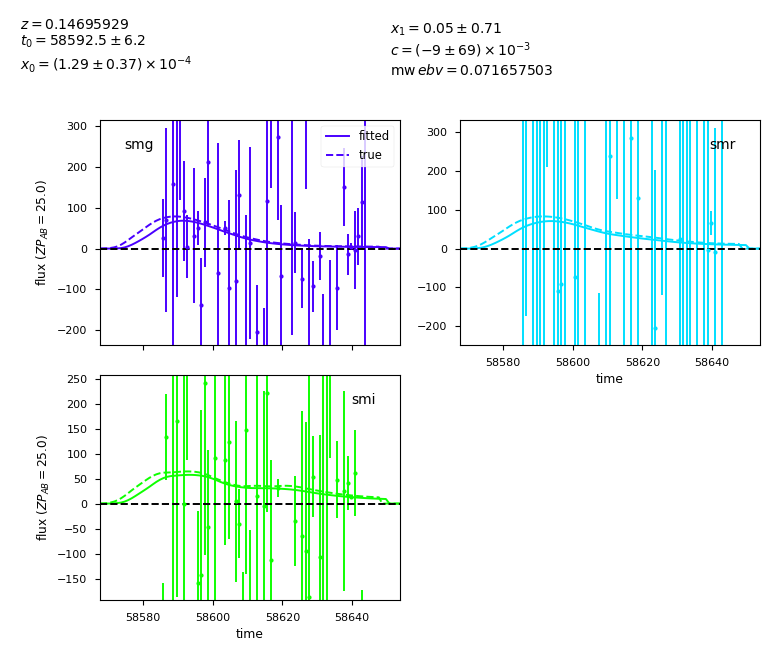 z = 0.14695929
t₀ = 58592.5 ± 6.2
x₀ = (1.29 ± 0.37) × 10⁻⁴
x₁ = 0.05 ± 0.71
c = (−9 ± 69) × 10⁻³
mw ebv = 0.071657503
smg
fitted
true
300
200
100
0
−100
−200
flux (ZP_AB = 25.0)
smr
300
200
100
0
−100
−200
58580 58600 58620 58640
time
smi
250
200
150
100
50
0
−50
−100
−150
flux (ZP_AB = 25.0)
58580 58600 58620 58640
time